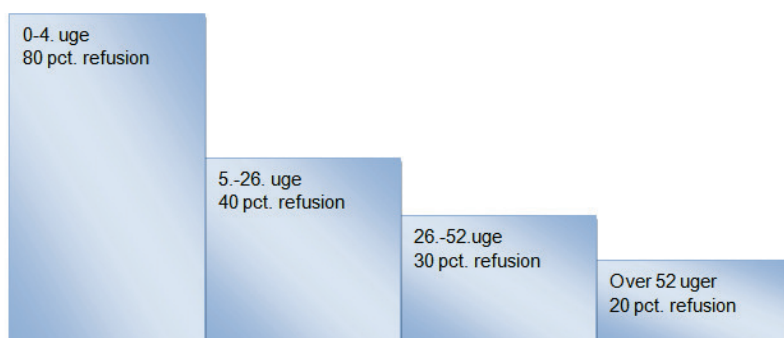 0-4. uge
80 pct. refusion
5.-26. uge
40 pct. refusion
26.-52.uge
30 pct. refusion
Over 52 uger
20 pct. refusion